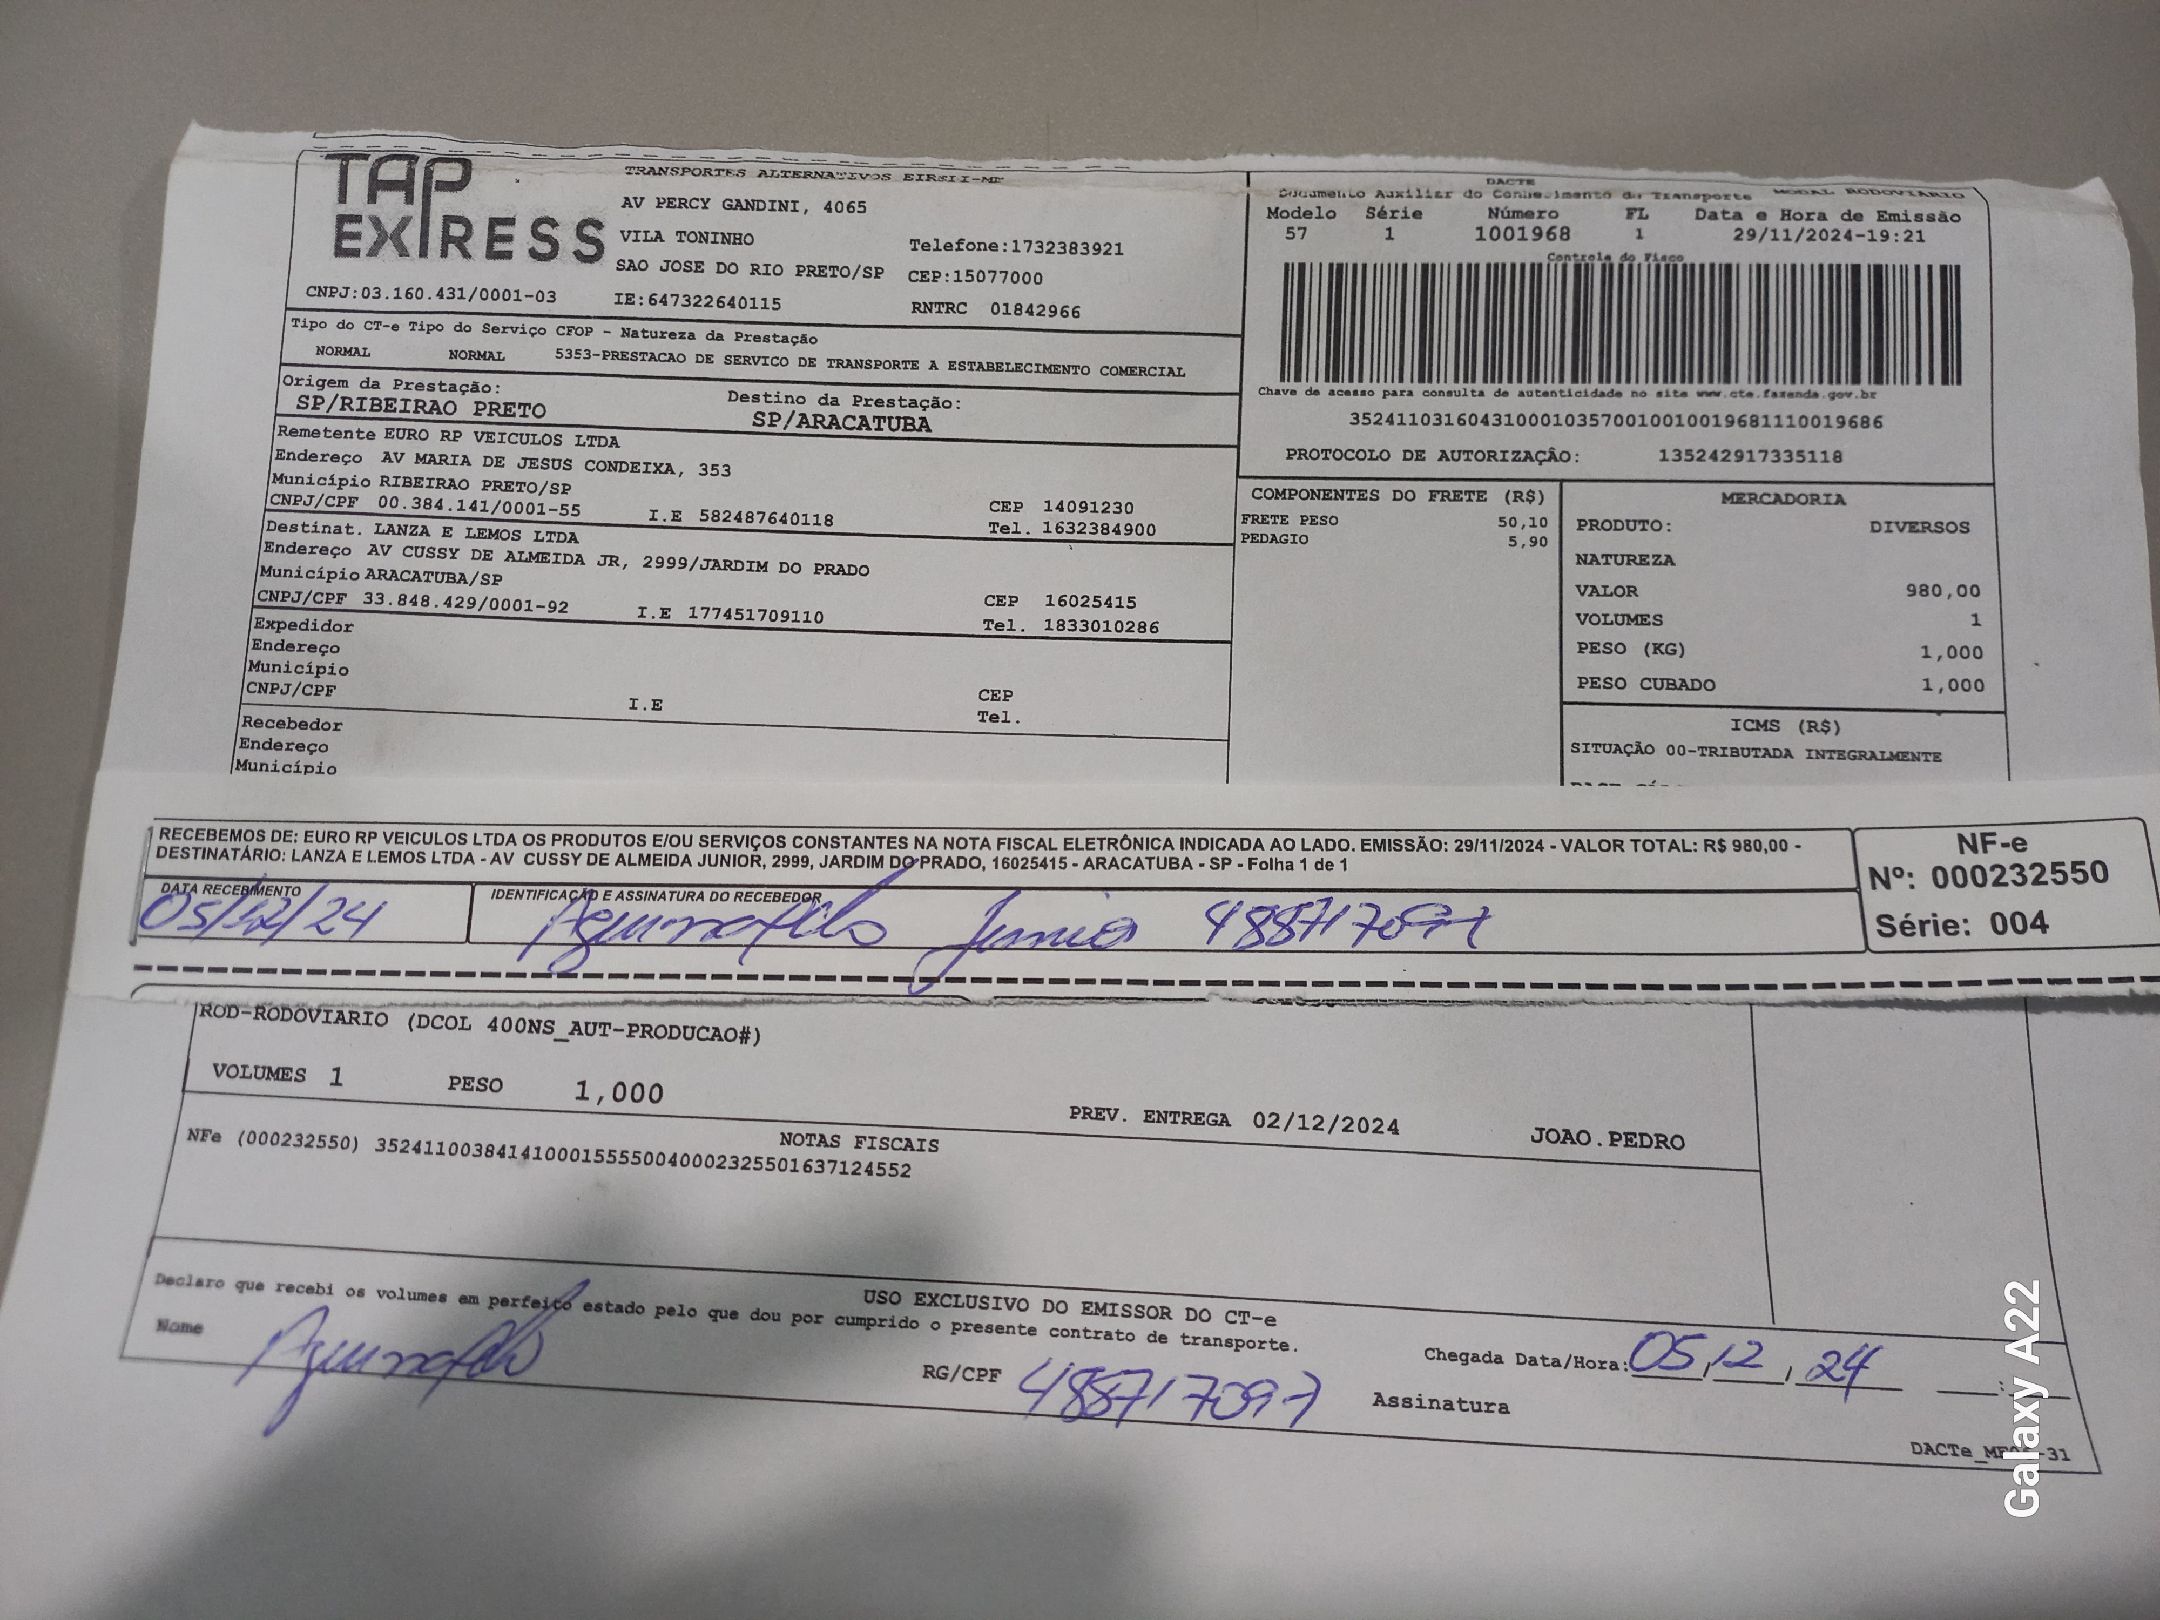 TAP EXPRESS
TRANSPORTES ALTERNATIVOS EIRELI-ME
AV PERCY GANDINI, 4065
VILA TONINHO Telefone:1732383921
SAO JOSE DO RIO PRETO/SP CEP:15077000
CNPJ:03.160.431/0001-03 IE:647322640115 RNTRC 01842966
Tipo do CT-e Tipo do Serviço CFOP - Natureza da Prestação
NORMAL NORMAL 5353-PRESTACAO DE SERVICO DE TRANSPORTE A ESTABELECIMENTO COMERCIAL
Origem da Prestação: Destino da Prestação:
SP/RIBEIRAO PRETO SP/ARACATUBA
Remetente EURO RP VEICULOS LTDA
Endereço AV MARIA DE JESUS CONDEIXA, 353
Município RIBEIRAO PRETO/SP CEP 14091230
CNPJ/CPF 00.384.141/0001-55 I.E 582487640118 Tel. 1632384900
Destinat. LANZA E LEMOS LTDA
Endereço AV CUSSY DE ALMEIDA JR, 2999/JARDIM DO PRADO
Município ARACATUBA/SP CEP 16025415
CNPJ/CPF 33.848.429/0001-92 I.E 177451709110 Tel. 1833010286
Expedidor
Endereço
Município CEP
CNPJ/CPF I.E Tel.
Recebedor
Endereço
Município
DACTE
Documento Auxiliar do Conhecimento de Transporte MODAL RODOVIARIO
Modelo Série Número FL Data e Hora de Emissão
57 1 1001968 1 29/11/2024-19:21
Controle do Fisco
Chave de acesso para consulta de autenticidade no site www.cte.fazenda.gov.br
35241103160431000103570010010019681110019686
PROTOCOLO DE AUTORIZAÇÃO: 135242917335118
COMPONENTES DO FRETE (R$)
FRETE PESO 50,10
PEDAGIO 5,90
MERCADORIA
PRODUTO: DIVERSOS
NATUREZA
VALOR 980,00
VOLUMES 1
PESO (KG) 1,000
PESO CUBADO 1,000
ICMS (R$)
SITUAÇÃO 00-TRIBUTADA INTEGRALMENTE
RECEBEMOS DE: EURO RP VEICULOS LTDA OS PRODUTOS E/OU SERVIÇOS CONSTANTES NA NOTA FISCAL ELETRÔNICA INDICADA AO LADO. EMISSÃO: 29/11/2024 - VALOR TOTAL: R$ 980,00 -
DESTINATÁRIO: LANZA E LEMOS LTDA - AV CUSSY DE ALMEIDA JUNIOR, 2999, JARDIM DO PRADO, 16025415 - ARACATUBA - SP - Folha 1 de 1
DATA RECEBIMENTO IDENTIFICAÇÃO E ASSINATURA DO RECEBEDOR
05/12/24 Aguinaldo Junior 488717097
NF-e
Nº: 000232550
Série: 004
ROD-RODOVIARIO (DCOL 400NS_AUT-PRODUCAO#)
VOLUMES 1 PESO 1,000 PREV. ENTREGA 02/12/2024 JOAO.PEDRO
NOTAS FISCAIS
NFe (000232550) 35241100384141000155550040002325501637124552
USO EXCLUSIVO DO EMISSOR DO CT-e
Declaro que recebi os volumes em perfeito estado pelo que dou por cumprido o presente contrato de transporte.
Nome Aguinaldo RG/CPF 488717097 Chegada Data/Hora: 05/12/24 :
Assinatura
Galaxy A22